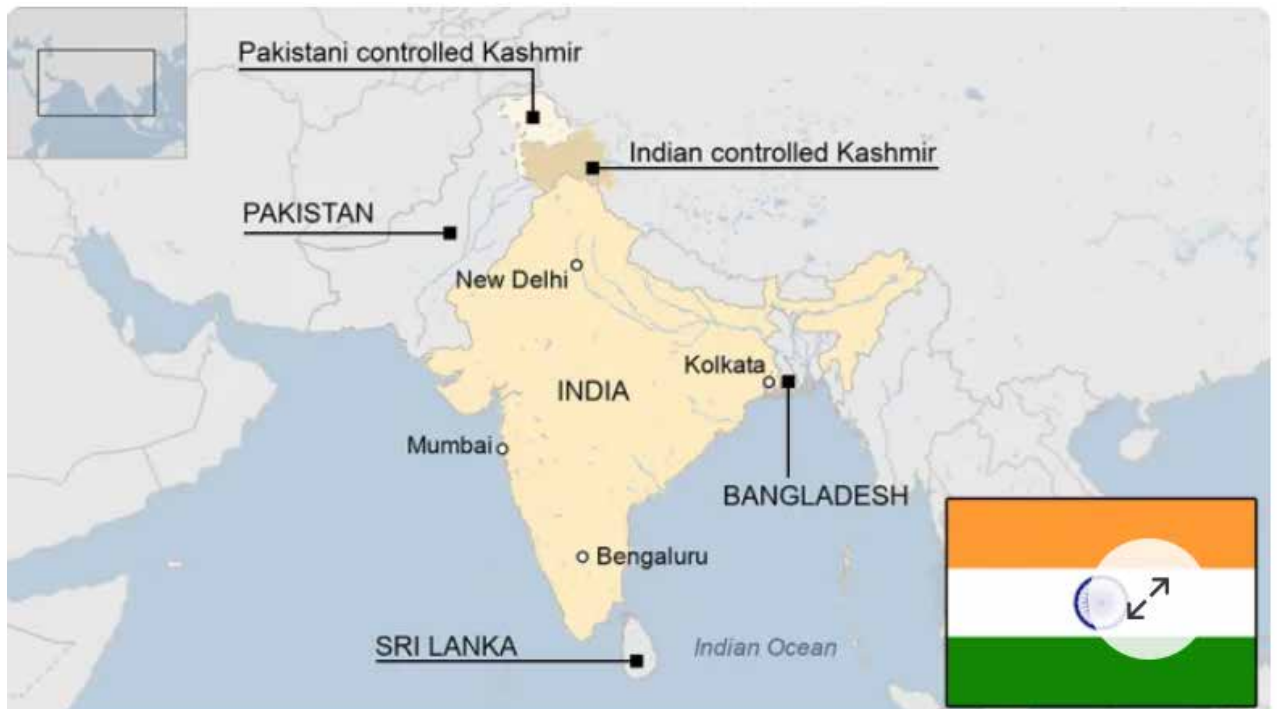 Pakistani controlled Kashmir
Indian controlled Kashmir
PAKISTAN
New Delhi
Kolkata
INDIA
Mumbai
BANGLADESH
Bengaluru
SRI LANKA
Indian Ocean